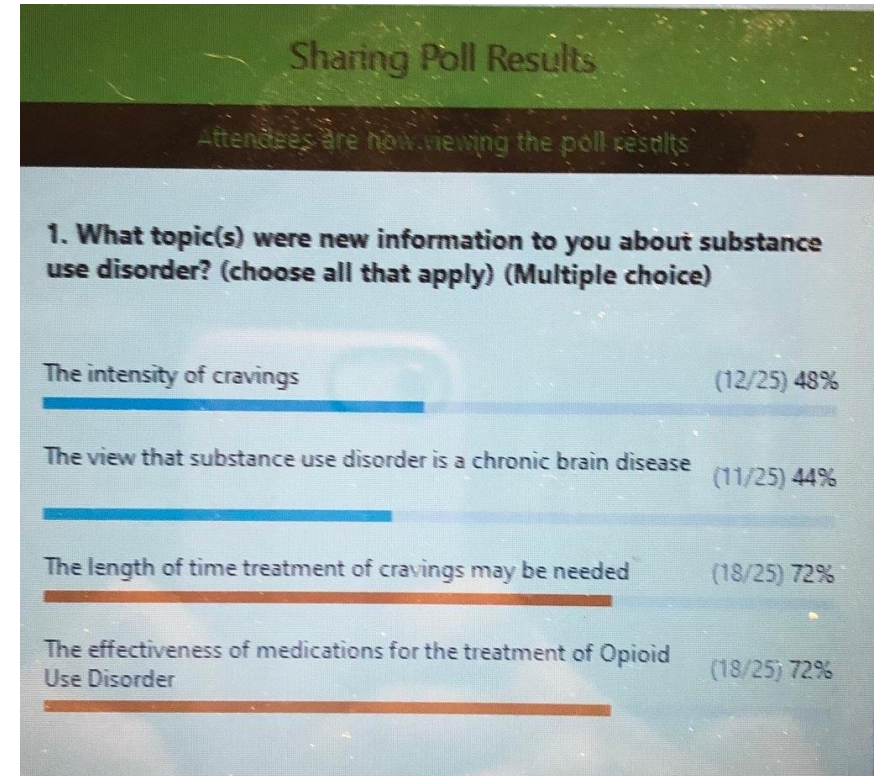 Sharing Poll Results
Attendees are now viewing the poll results
1. What topic(s) were new information to you about substance
use disorder? (choose all that apply) (Multiple choice)
The intensity of cravings (12/25) 48%
The view that substance use disorder is a chronic brain disease (11/25) 44%
The length of time treatment of cravings may be needed (18/25) 72%
The effectiveness of medications for the treatment of Opioid
Use Disorder (18/25) 72%